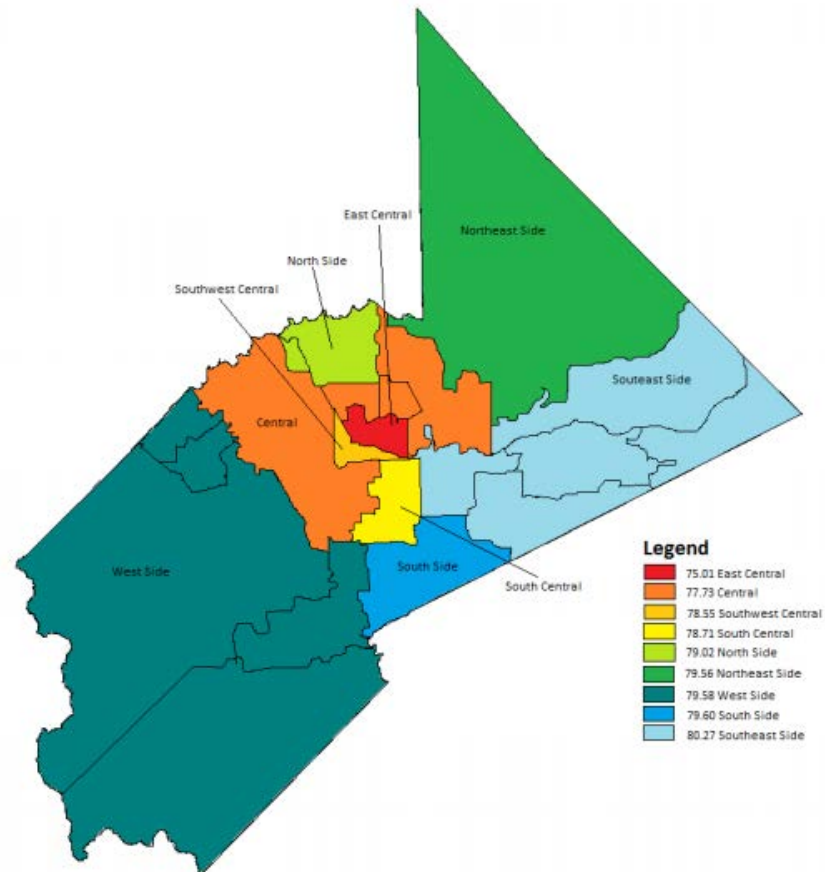 East Central
Northeast Side
North Side
Southwest Central
Souteast Side
Central
West Side
South Side
South Central
Legend
75.01 East Central
77.73 Central
78.55 Southwest Central
78.71 South Central
79.02 North Side
79.56 Northeast Side
79.58 West Side
79.60 South Side
80.27 Southeast Side